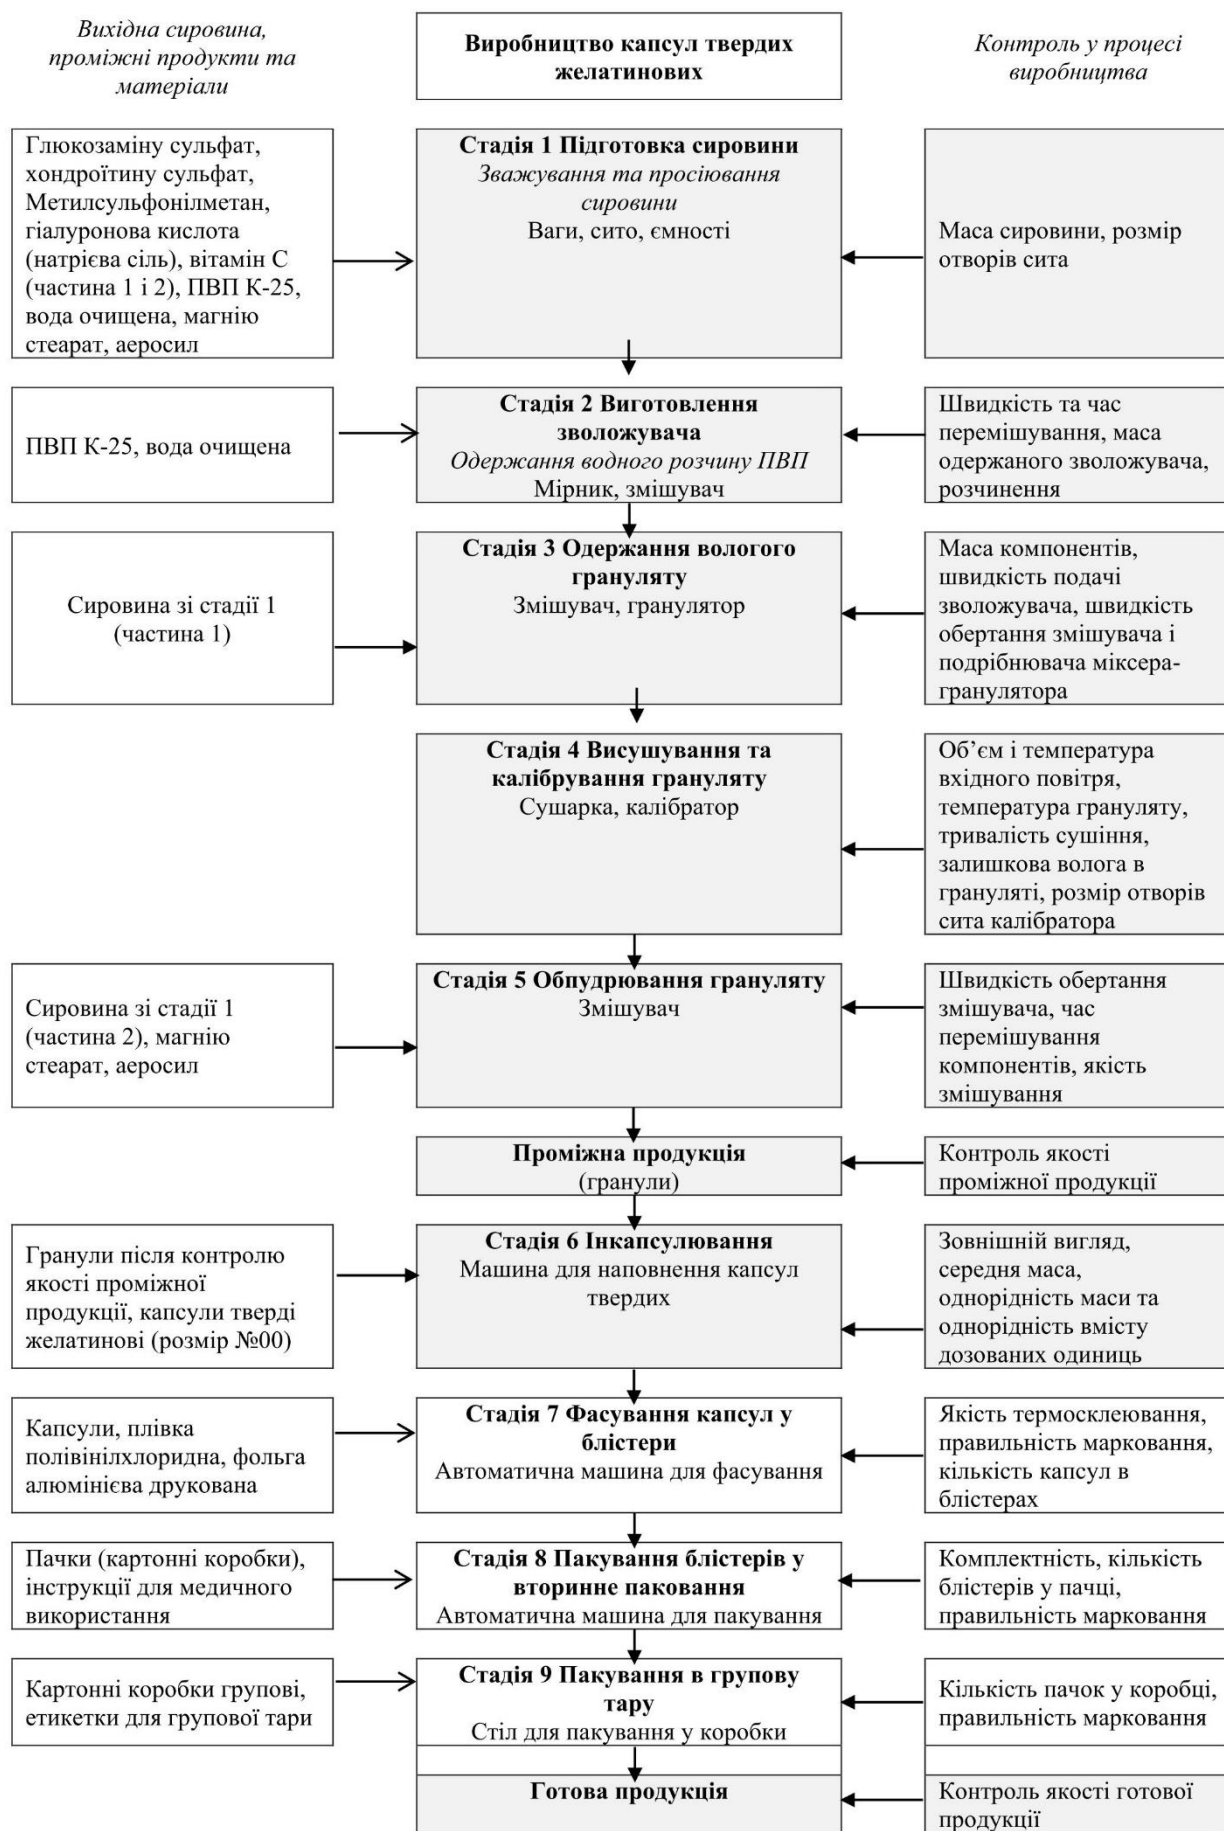 Вихідна сировина,
проміжні продукти та
матеріали
Виробництво капсул твердих
желатинових
Контроль у процесі
виробництва
Глюкозаміну сульфат,
хондроїтину сульфат,
Метилсульфонілметан,
гіалуронова кислота
(натрієва сіль), вітамін С
(частина 1 і 2), ПВП К-25,
вода очищена, магнію
стеарат, аеросил
Стадія 1 Підготовка сировини
Зважування та просіювання
сировини
Ваги, сито, ємності
Маса сировини, розмір
отворів сита
ПВП К-25, вода очищена
Стадія 2 Виготовлення
зволожувача
Одержання водного розчину ПВП
Мірник, змішувач
Швидкість та час
перемішування, маса
одержаного зволожувача,
розчинення
Сировина зі стадії 1
(частина 1)
Стадія 3 Одержання вологого
грануляту
Змішувач, гранулятор
Маса компонентів,
швидкість подачі
зволожувача, швидкість
обертання змішувача і
подрібнювача міксера-
гранулятора
Стадія 4 Висушування та
калібрування грануляту
Сушарка, калібратор
Об’єм і температура
вхідного повітря,
температура грануляту,
тривалість сушіння,
залишкова волога в
грануляті, розмір отворів
сита калібратора
Сировина зі стадії 1
(частина 2), магнію
стеарат, аеросил
Стадія 5 Обпудрювання грануляту
Змішувач
Швидкість обертання
змішувача, час
перемішування
компонентів, якість
змішування
Проміжна продукція
(гранули)
Контроль якості
проміжної продукції
Гранули після контролю
якості проміжної
продукції, капсули тверді
желатинові (розмір №00)
Стадія 6 Інкапсулювання
Машина для наповнення капсул
твердих
Зовнішній вигляд,
середня маса,
однорідність маси та
однорідність вмісту
дозованих одиниць
Капсули, плівка
полівінілхлоридна, фольга
алюмінієва друкована
Стадія 7 Фасування капсул у
блістери
Автоматична машина для фасування
Якість термосклеювання,
правильність марковання,
кількість капсул в
блістерах
Пачки (картонні коробки),
інструкції для медичного
використання
Стадія 8 Пакування блістерів у
вторинне паковання
Автоматична машина для пакування
Комплектність, кількість
блістерів у пачці,
правильність марковання
Картонні коробки групові,
етикетки для групової тари
Стадія 9 Пакування в групову
тару
Стіл для пакування у коробки
Кількість пачок у коробці,
правильність марковання
Готова продукція
Контроль якості готової
продукції